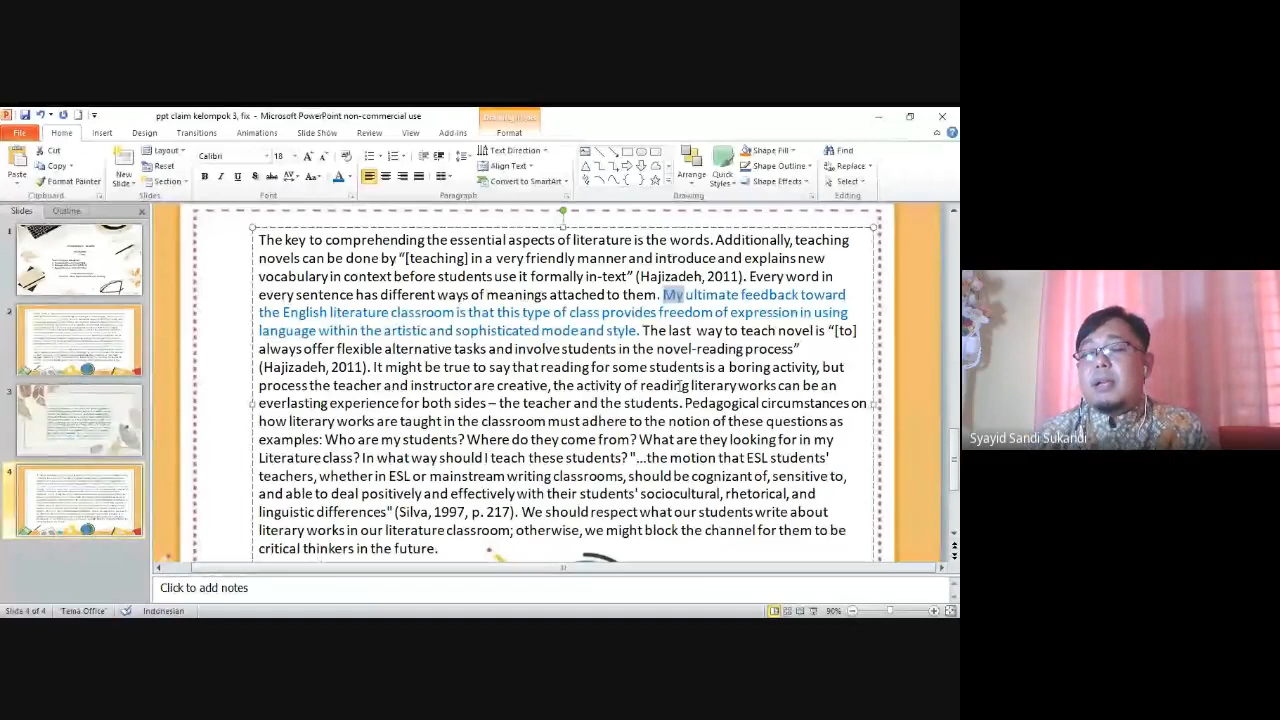 ppt claim kelompok 3, fix - Microsoft PowerPoint non-commercial use
Drawing Tools
File Home Insert Design Transitions Animations Slide Show Review View Add-Ins Format
Paste
Cut
Copy
Format Painter
Clipboard
New Slide
Layout
Reset
Section
Slides
Calibri 18
Font
Text Direction
Align Text
Convert to SmartArt
Paragraph
Arrange
Quick Styles
Shape Fill
Shape Outline
Shape Effects
Drawing
Find
Replace
Select
Editing
Slides Outline
1
2
3
4
The key to comprehending the essential aspects of literature is the words. Additionally, teaching
novels can be done by “[teaching] in a very friendly manner and introduce and explain new
vocabulary in context before students use it formally in-text” (Hajizadeh, 2011). Every word in
every sentence has different ways of meanings attached to them. My ultimate feedback toward
the English literature classroom is that this type of class provides freedom of expression in using
language within the artistic and sophisticated mode and style. The last way to teach novel is “[to]
offer flexible alternative tasks to involve students in the novel-reading process”
(Hajizadeh, 2011). It might be true to say that reading for some students is a boring activity, but
process the teacher and instructor are creative, the activity of reading literary works can be an
everlasting experience for both sides – the teacher and the students. Pedagogical circumstances on
how literary works are taught in the classroom must adhere to the notion of these questions as
examples: Who are my students? Where do they come from? What are they looking for in my
Literature class? In what way should I teach these students? "...the motion that ESL students'
instructors, whether in ESL or mainstream writing classrooms, should be cognizant of, sensitive to,
and able to deal positively and effectively with their students' sociocultural, rhetorical, and
linguistic differences" (Silva, 1997, p. 217). We should respect what our students write about
literary works in our literature classroom; otherwise, we might block the channel for them to be
critical thinkers in the future.
Click to add notes
Slide 4 of 4 "Tema Office" Indonesian 90%
Syayid Sandi Sukandi